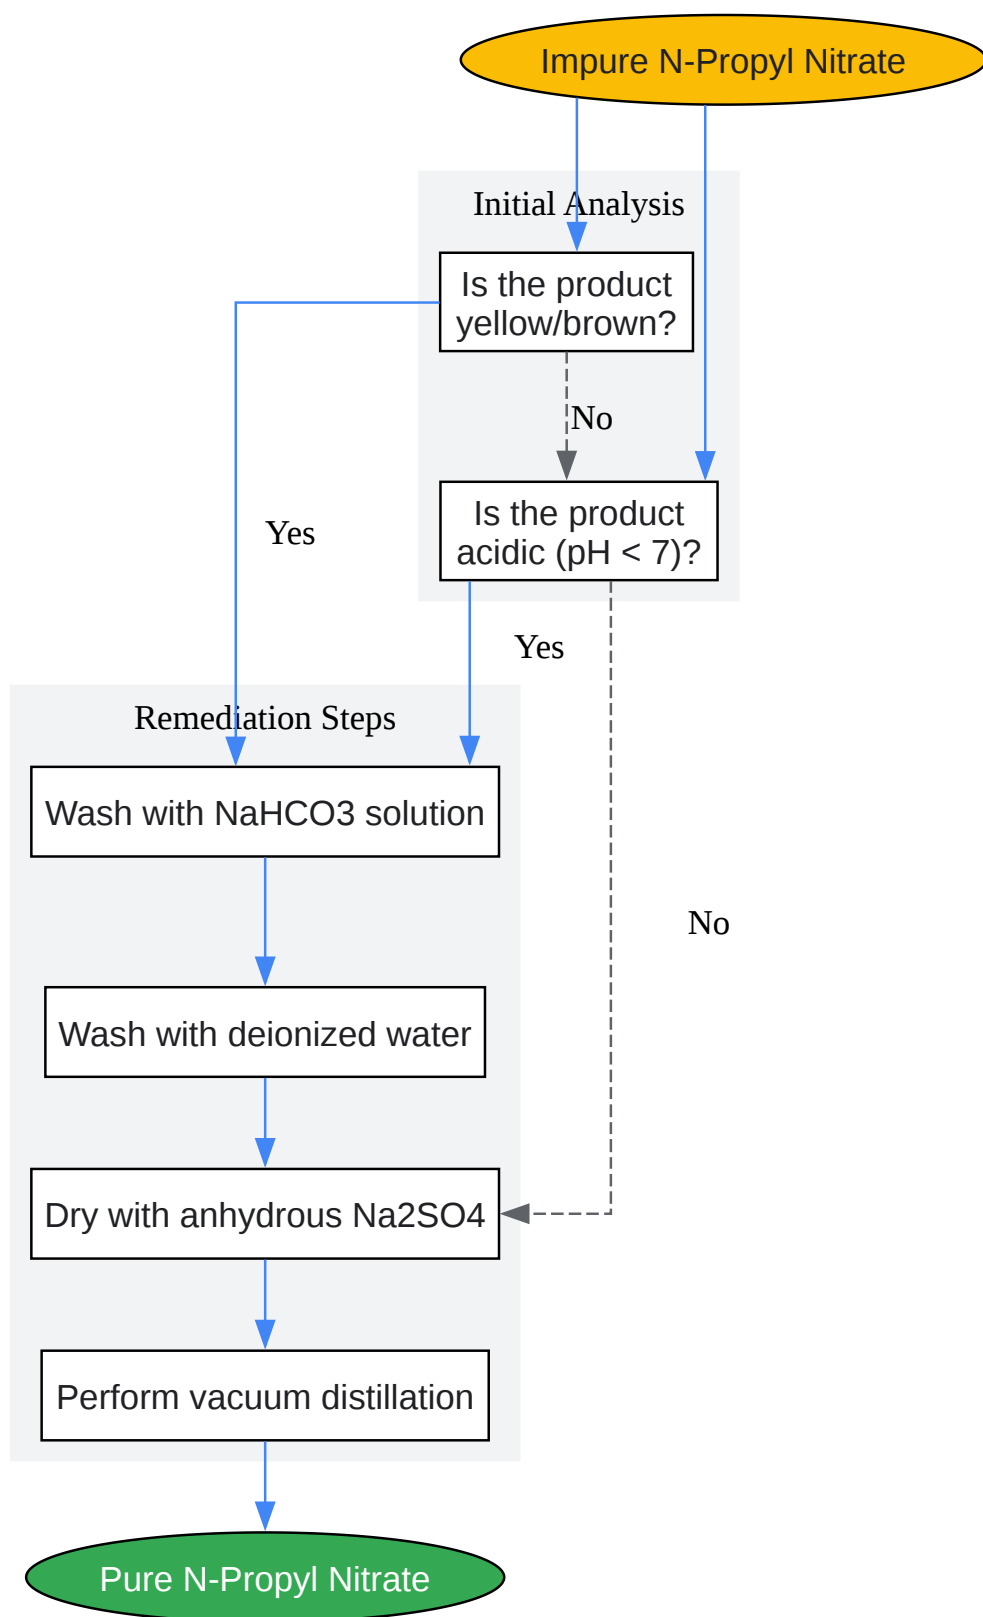 Impure N-Propyl Nitrate
Initial Analysis
Is the product
yellow/brown?
No
Is the product
acidic (pH < 7)?
Yes
Yes
Remediation Steps
Wash with NaHCO3 solution
No
Wash with deionized water
Dry with anhydrous Na2SO4
Perform vacuum distillation
Pure N-Propyl Nitrate